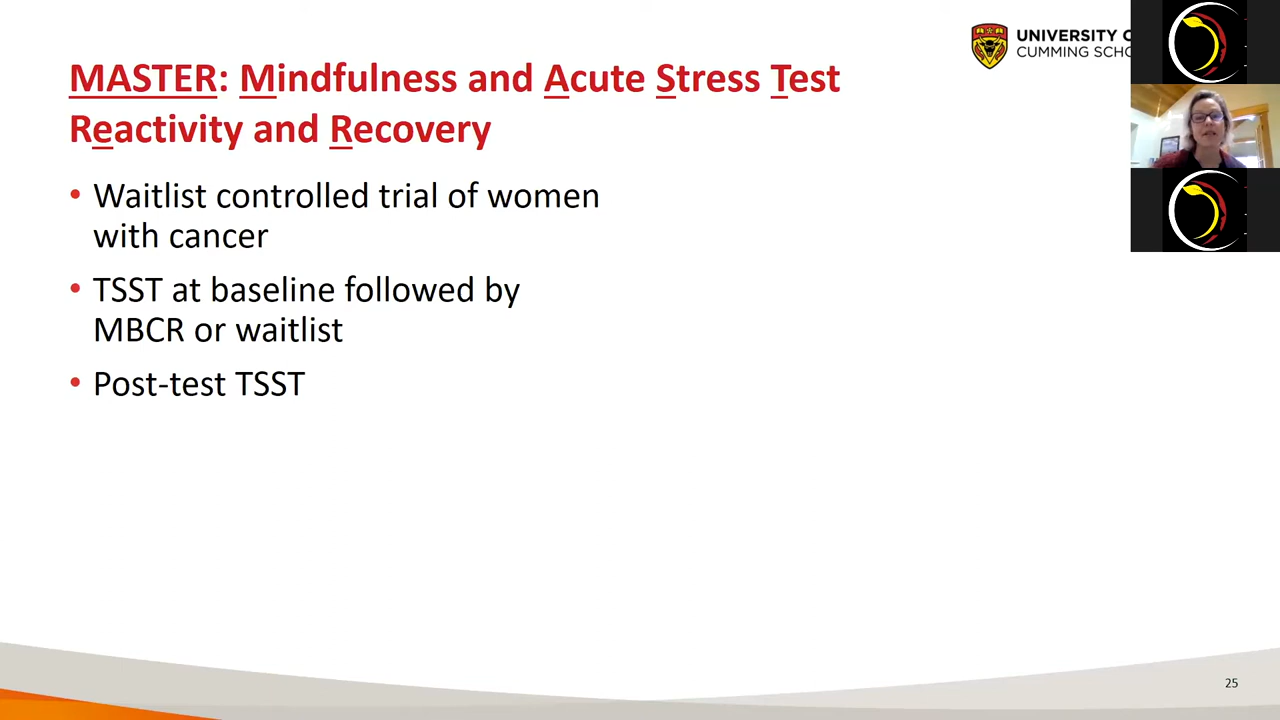 UNIVERSITY O
CUMMING SCHO
MASTER: Mindfulness and Acute Stress Test
Reactivity and Recovery
• Waitlist controlled trial of women
with cancer
• TSST at baseline followed by
MBCR or waitlist
• Post-test TSST
25